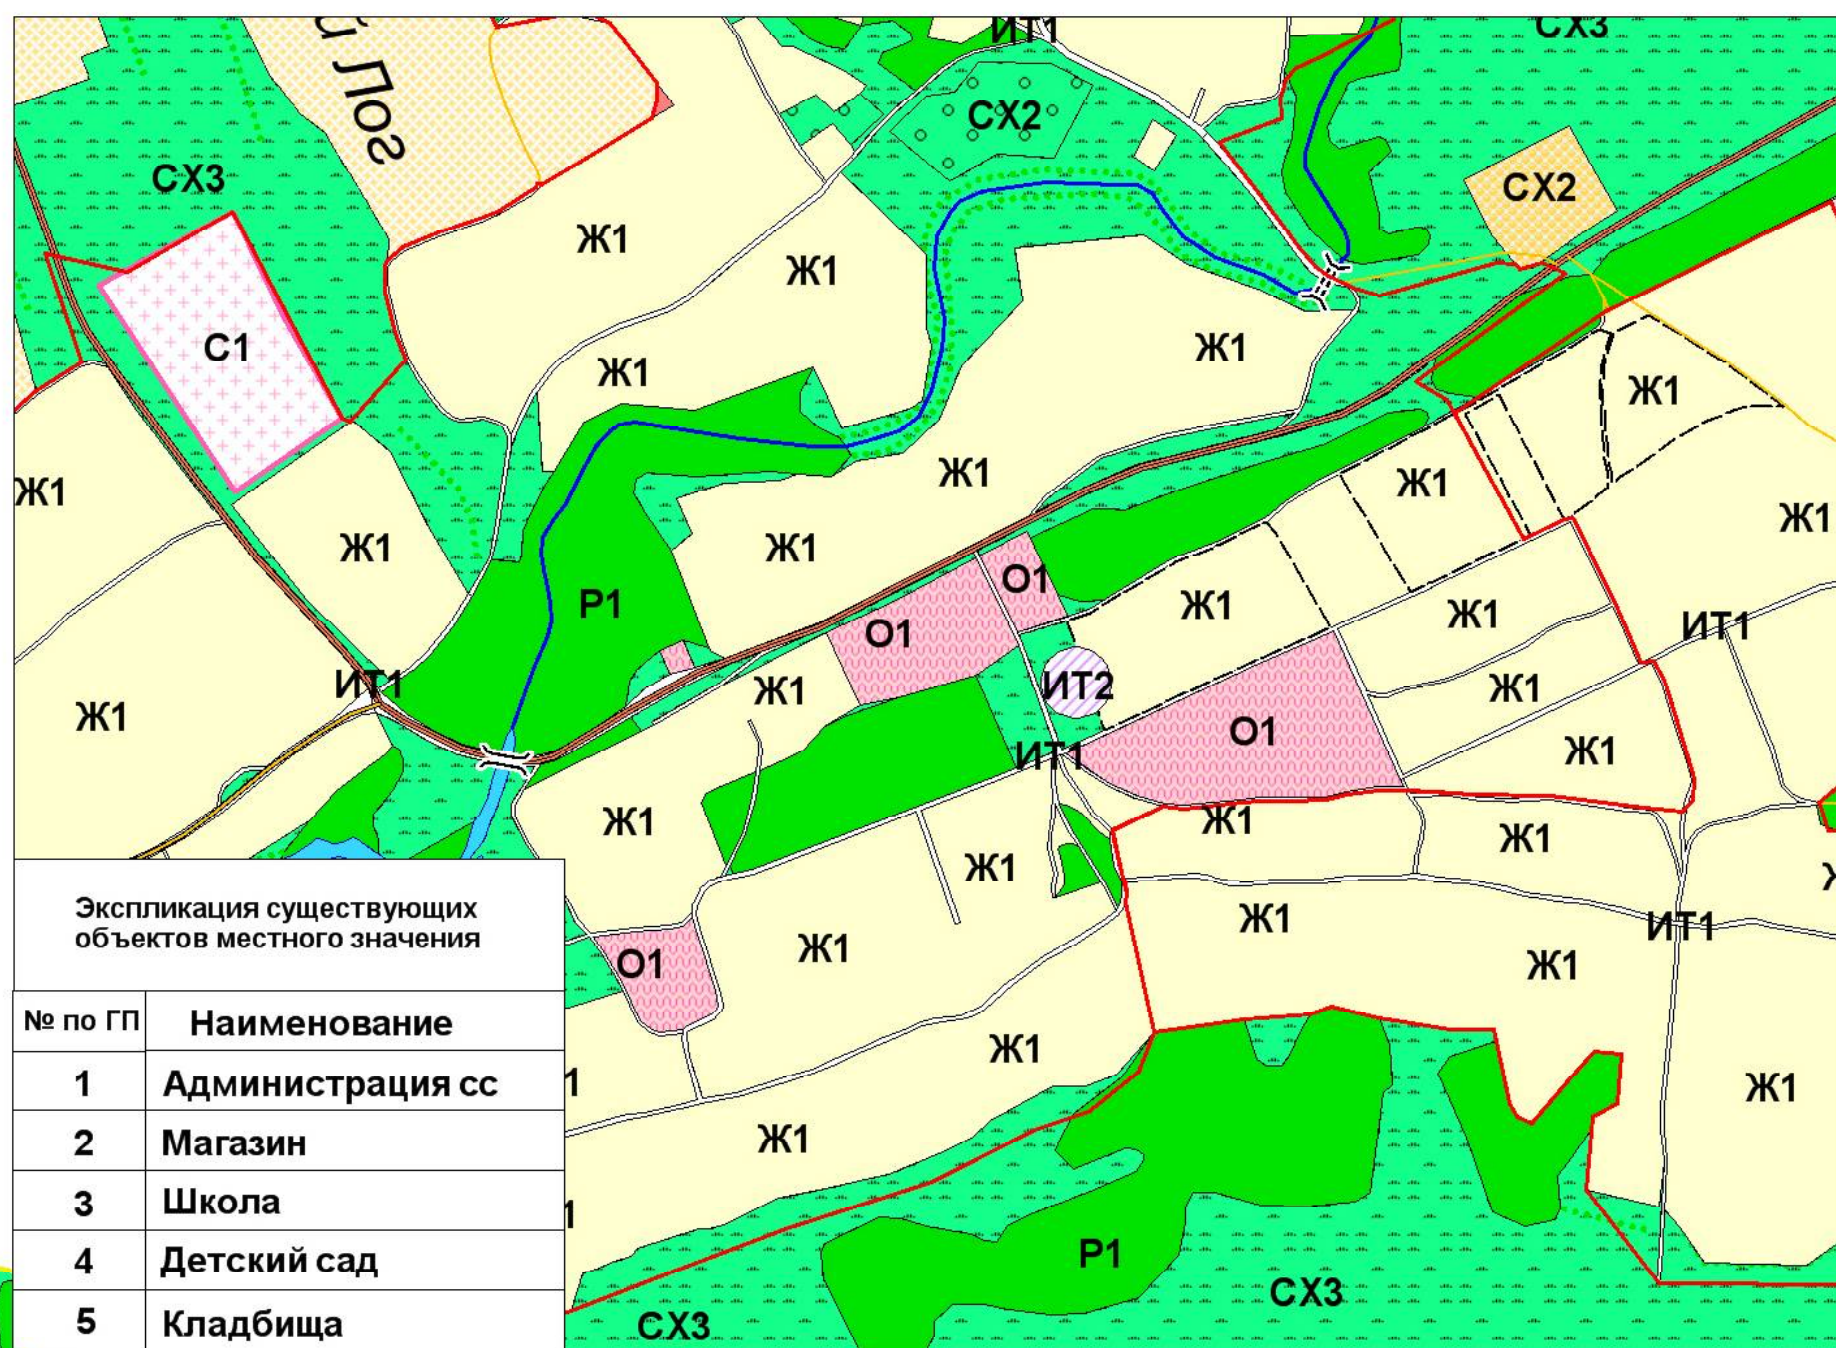 ИТ1
СХ3
й Лог
СХ2
СХ3
СХ2
Ж1
Ж1
С1
Ж1
Ж1
Ж1
Ж1
Ж1
Ж1
Ж1
Ж1
Ж1
Ж1
О1
Р1
Ж1
Ж1
О1
ИТ1
ИТ1
ИТ2
Ж1
Ж1
Ж1
О1
ИТ1
Ж1
Ж1
Ж1
Ж1
Ж1
Ж1
Ж1
ИТ1
Ж1
О1
Ж1
Ж1
Ж1
Ж1
Р1
СХ3
СХ3
Экспликация существующих
объектов местного значения
№ по ГП Наименование
1 Администрация сс
2 Магазин
3 Школа
4 Детский сад
5 Кладбища